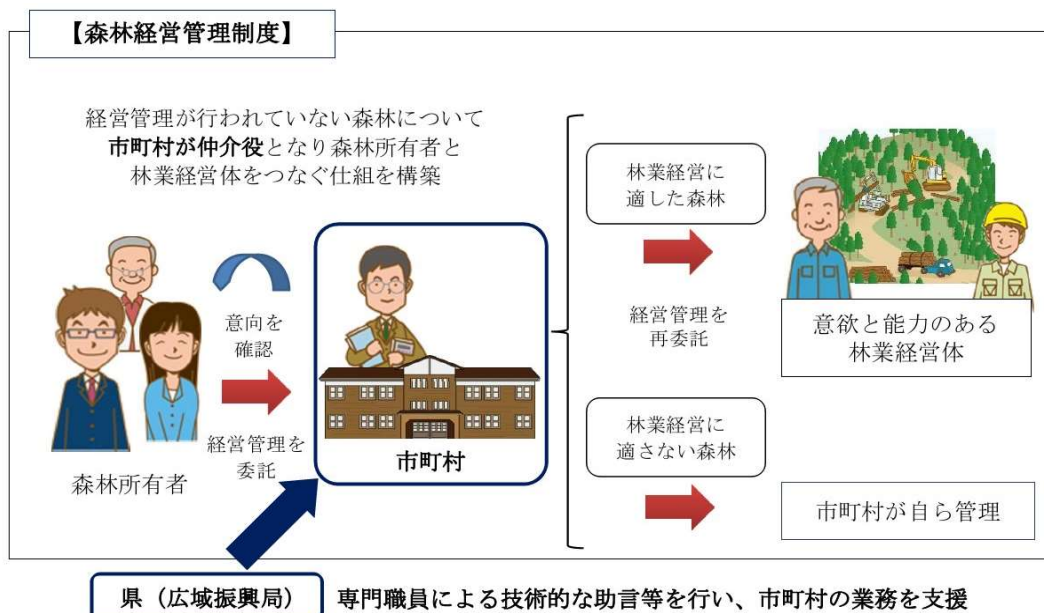 【森林経営管理制度】
経営管理が行われていない森林について
市町村が仲介役となり森林所有者と
林業経営体をつなぐ仕組を構築
意向を
確認
経営管理を
委託
森林所有者
市町村
林業経営に
適した森林
経営管理を
再委託
意欲と能力のある
林業経営体
林業経営に
適さない森林
市町村が自ら管理
県（広域振興局）
専門職員による技術的な助言等を行い、市町村の業務を支援